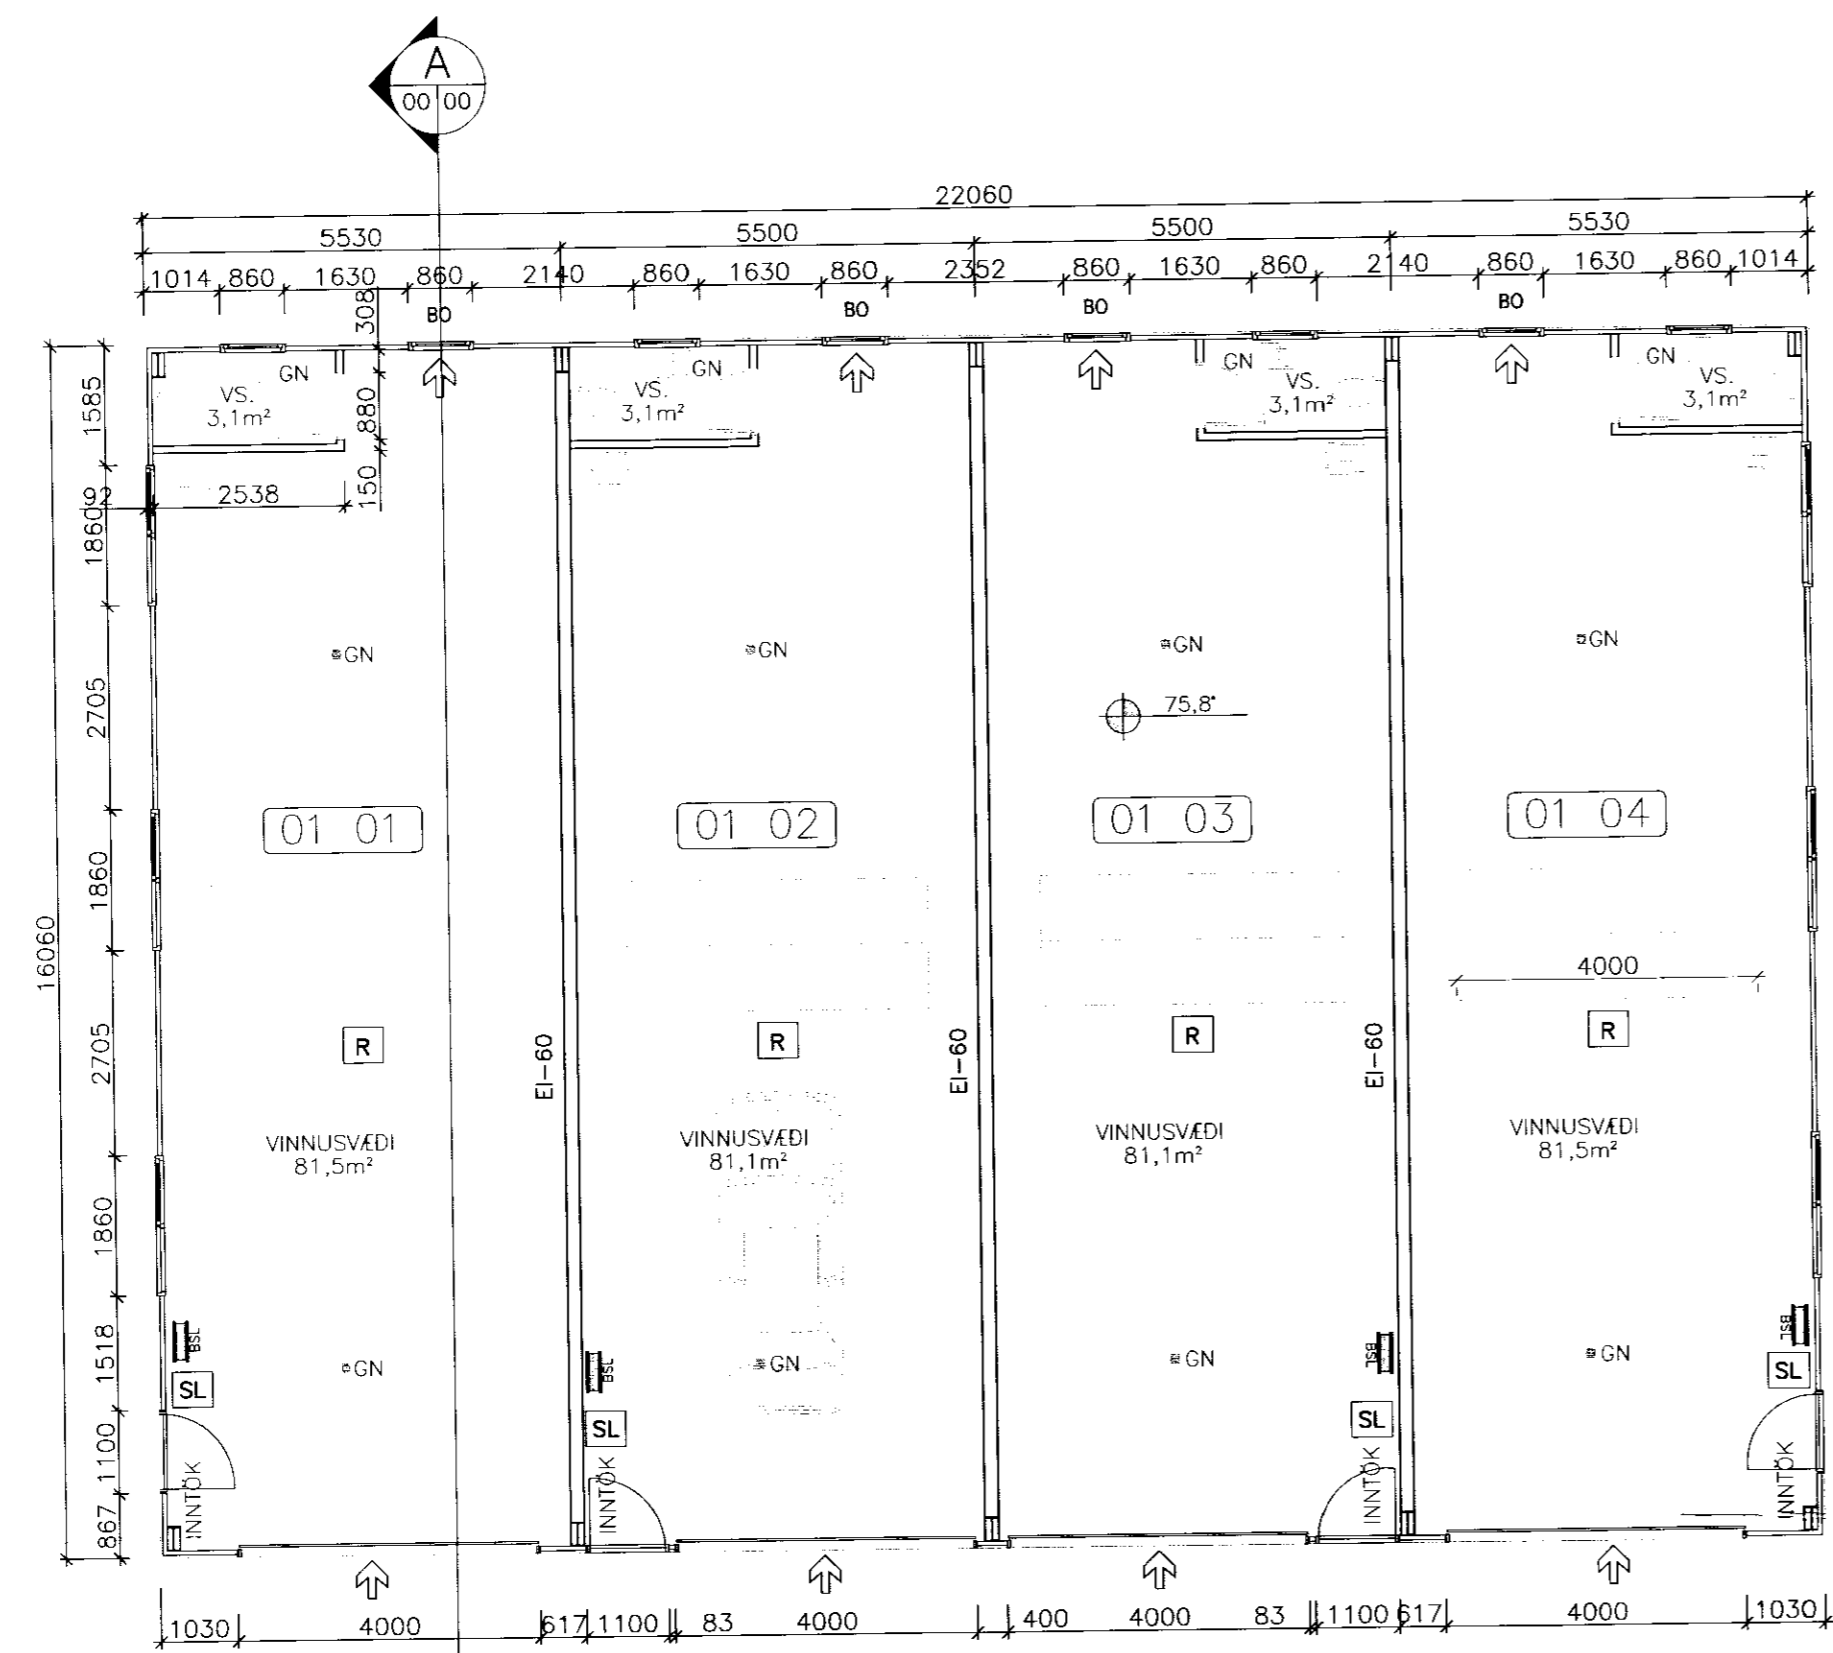 A
00 00
22060
5530 5500 5500 5530
1014 860 1630 860 2140 860 1630 860 2352 860 1630 860 2140 860 1630 860 1014
308
BO BO BO BO
GN GN GN GN
VS. VS. VS. VS.
3,1m² 3,1m² 3,1m² 3,1m²
1585
880
150
92
2538
1860
GN GN GN GN
2705
75,8
01 01 01 02 01 03 01 04
1860
16060
4000
R R R R
2705
EI-60 EI-60 EI-60
VINNUSVÆÐI VINNUSVÆÐI VINNUSVÆÐI VINNUSVÆÐI
81,5m² 81,1m² 81,1m² 81,5m²
1860
1518
BSL BSL BSL BSL
GN GN GN GN
SL SL SL SL
1100
INNTÖK INNTÖK INNTÖK INNTÖK
867
1030 4000 617 1100 83 4000 400 4000 83 1100 617 4000 1030